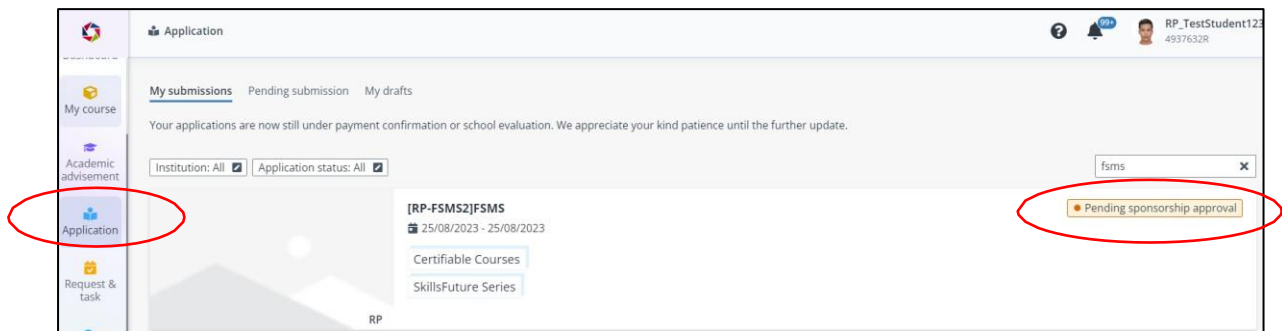 Application
99+
RP_TestStudent123
4937632R
My course
Academic
advisement
Application
Request &
task
My submissions Pending submission My drafts
Your applications are now still under payment confirmation or school evaluation. We appreciate your kind patience until the further update.
Institution: All Application status: All
fsms
[RP-FSMS2]FSMS
Pending sponsorship approval
25/08/2023 - 25/08/2023
Certifiable Courses
SkillsFuture Series
RP